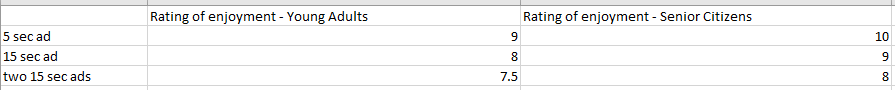 Rating of enjoyment - Young Adults Rating of enjoyment - Senior Citizens
5 sec ad 9 10
15 sec ad 8 9
two 15 sec ads 7.5 8